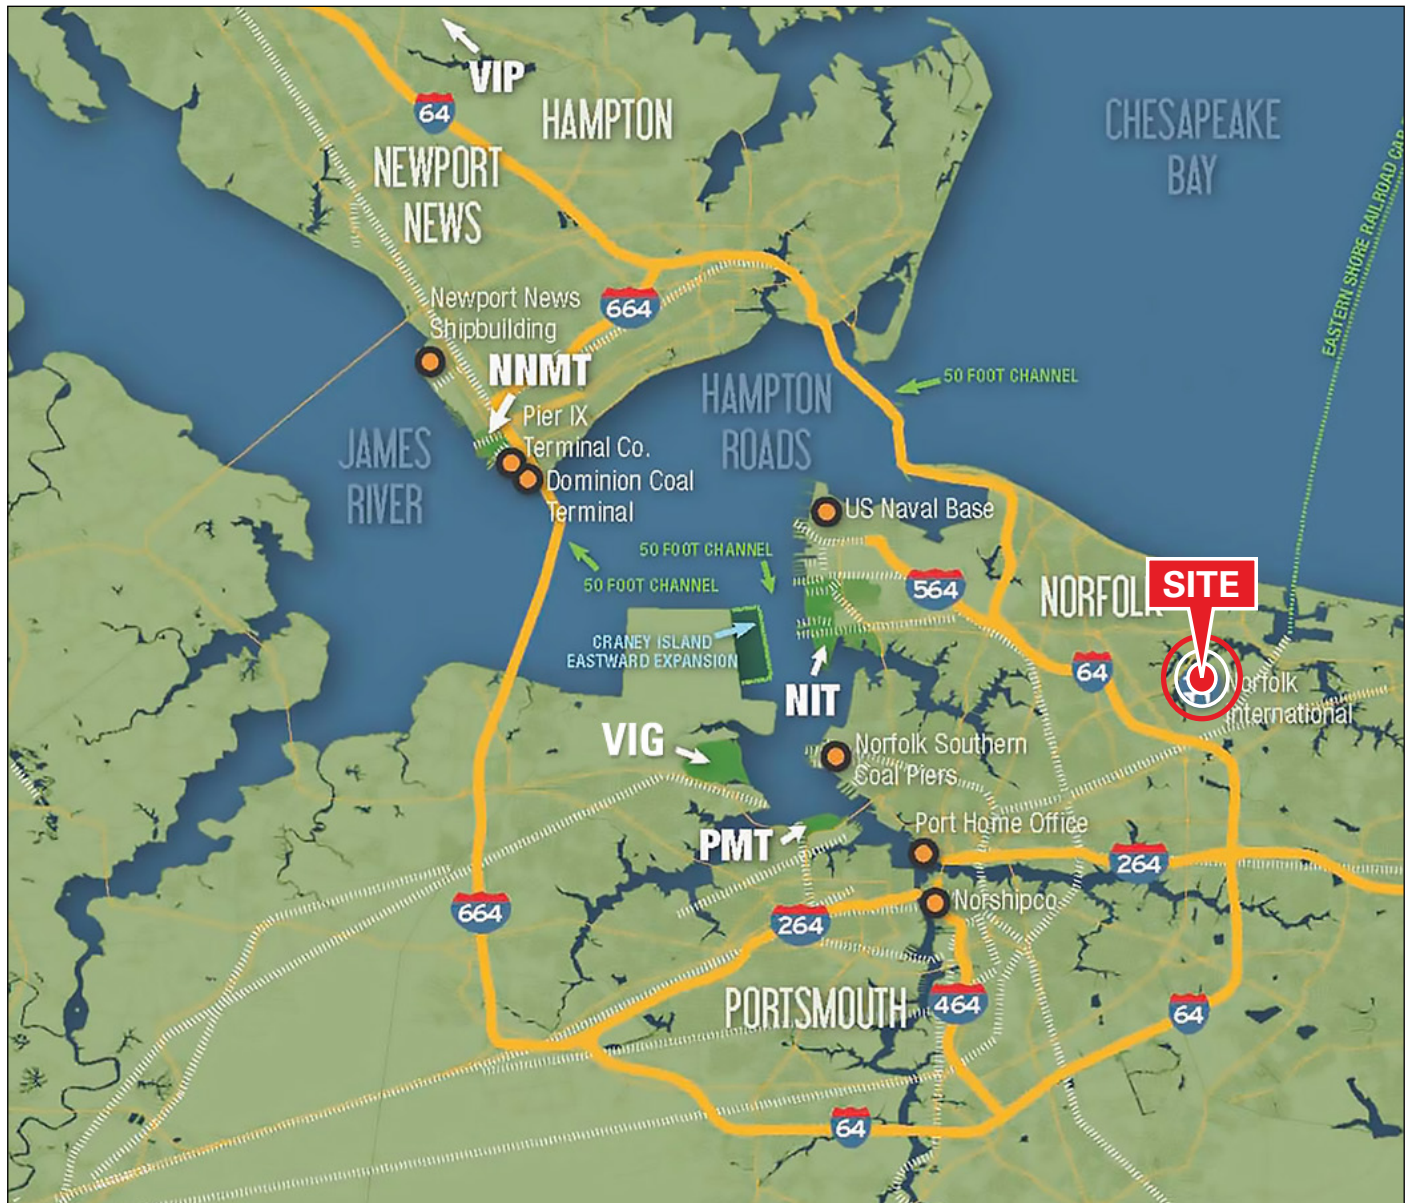 VIP
64
HAMPTON
CHESAPEAKE
BAY
NEWPORT
NEWS
EASTERN SHORE RAILROAD CAR
Newport News
Shipbuilding
664
NNMT
HAMPTON
ROADS
50 FOOT CHANNEL
Pier IX
Terminal Co.
JAMES
RIVER
Dominion Coal
Terminal
US Naval Base
50 FOOT CHANNEL
50 FOOT CHANNEL
564
NORFOLK
SITE
CRANEY ISLAND
EASTWARD EXPANSION
64
NIT
Norfolk
International
VIG
Norfolk Southern
Coal Piers
PMT
Port Home Office
264
664
264
Norshipco
PORTSMOUTH
464
64
64